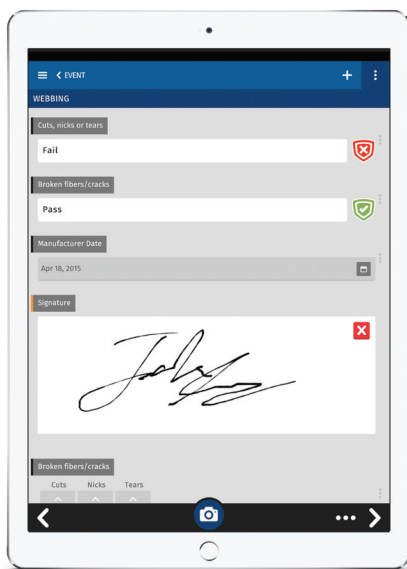 EVENT
WEBBING
Cuts, nicks or tears
Fail
Broken fibers/cracks
Pass
Manufacturer Date
Apr 18, 2015
Signature
Broken fibers/cracks
Cuts Nicks Tears